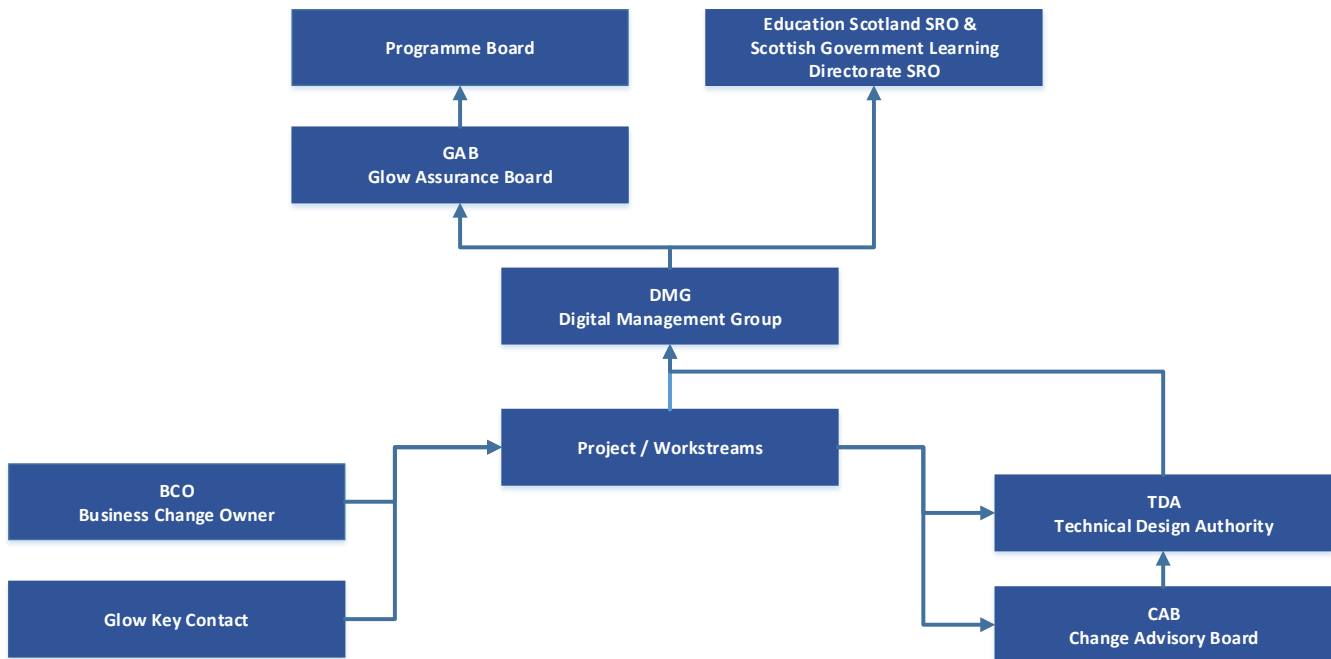 Programme Board
Education Scotland SRO &
Scottish Government Learning
Directorate SRO
GAB
Glow Assurance Board
DMG
Digital Management Group
Project / Workstreams
BCO
Business Change Owner
TDA
Technical Design Authority
Glow Key Contact
CAB
Change Advisory Board